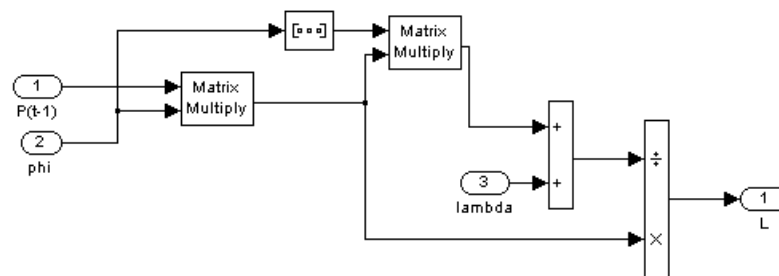 Matrix
Multiply
1
P(t-1)
Matrix
Multiply
2
phi
+
+
3
lambda
÷
×
1
L